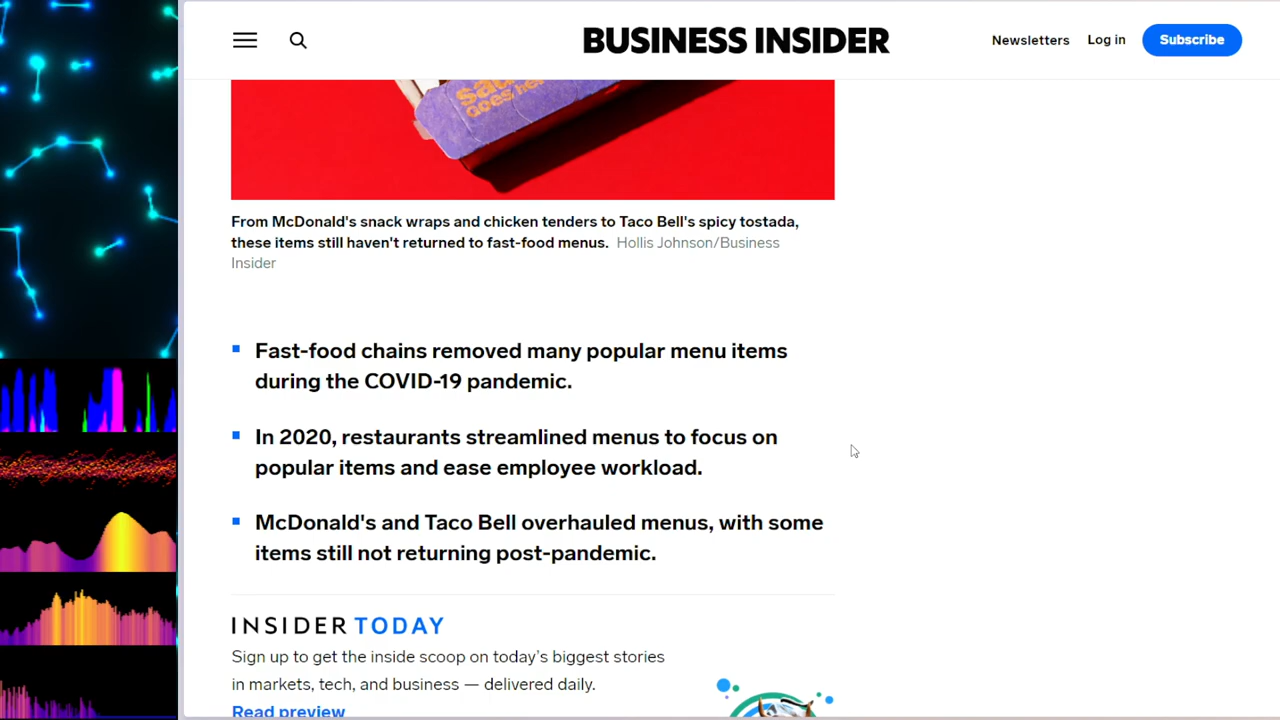 BUSINESS INSIDER
Newsletters
Log in
Subscribe
GOES HE
From McDonald's snack wraps and chicken tenders to Taco Bell's spicy tostada,
these items still haven't returned to fast-food menus. Hollis Johnson/Business
Insider
Fast-food chains removed many popular menu items
during the COVID-19 pandemic.
In 2020, restaurants streamlined menus to focus on
popular items and ease employee workload.
McDonald's and Taco Bell overhauled menus, with some
items still not returning post-pandemic.
INSIDER TODAY
Sign up to get the inside scoop on today’s biggest stories
in markets, tech, and business — delivered daily.
Read preview